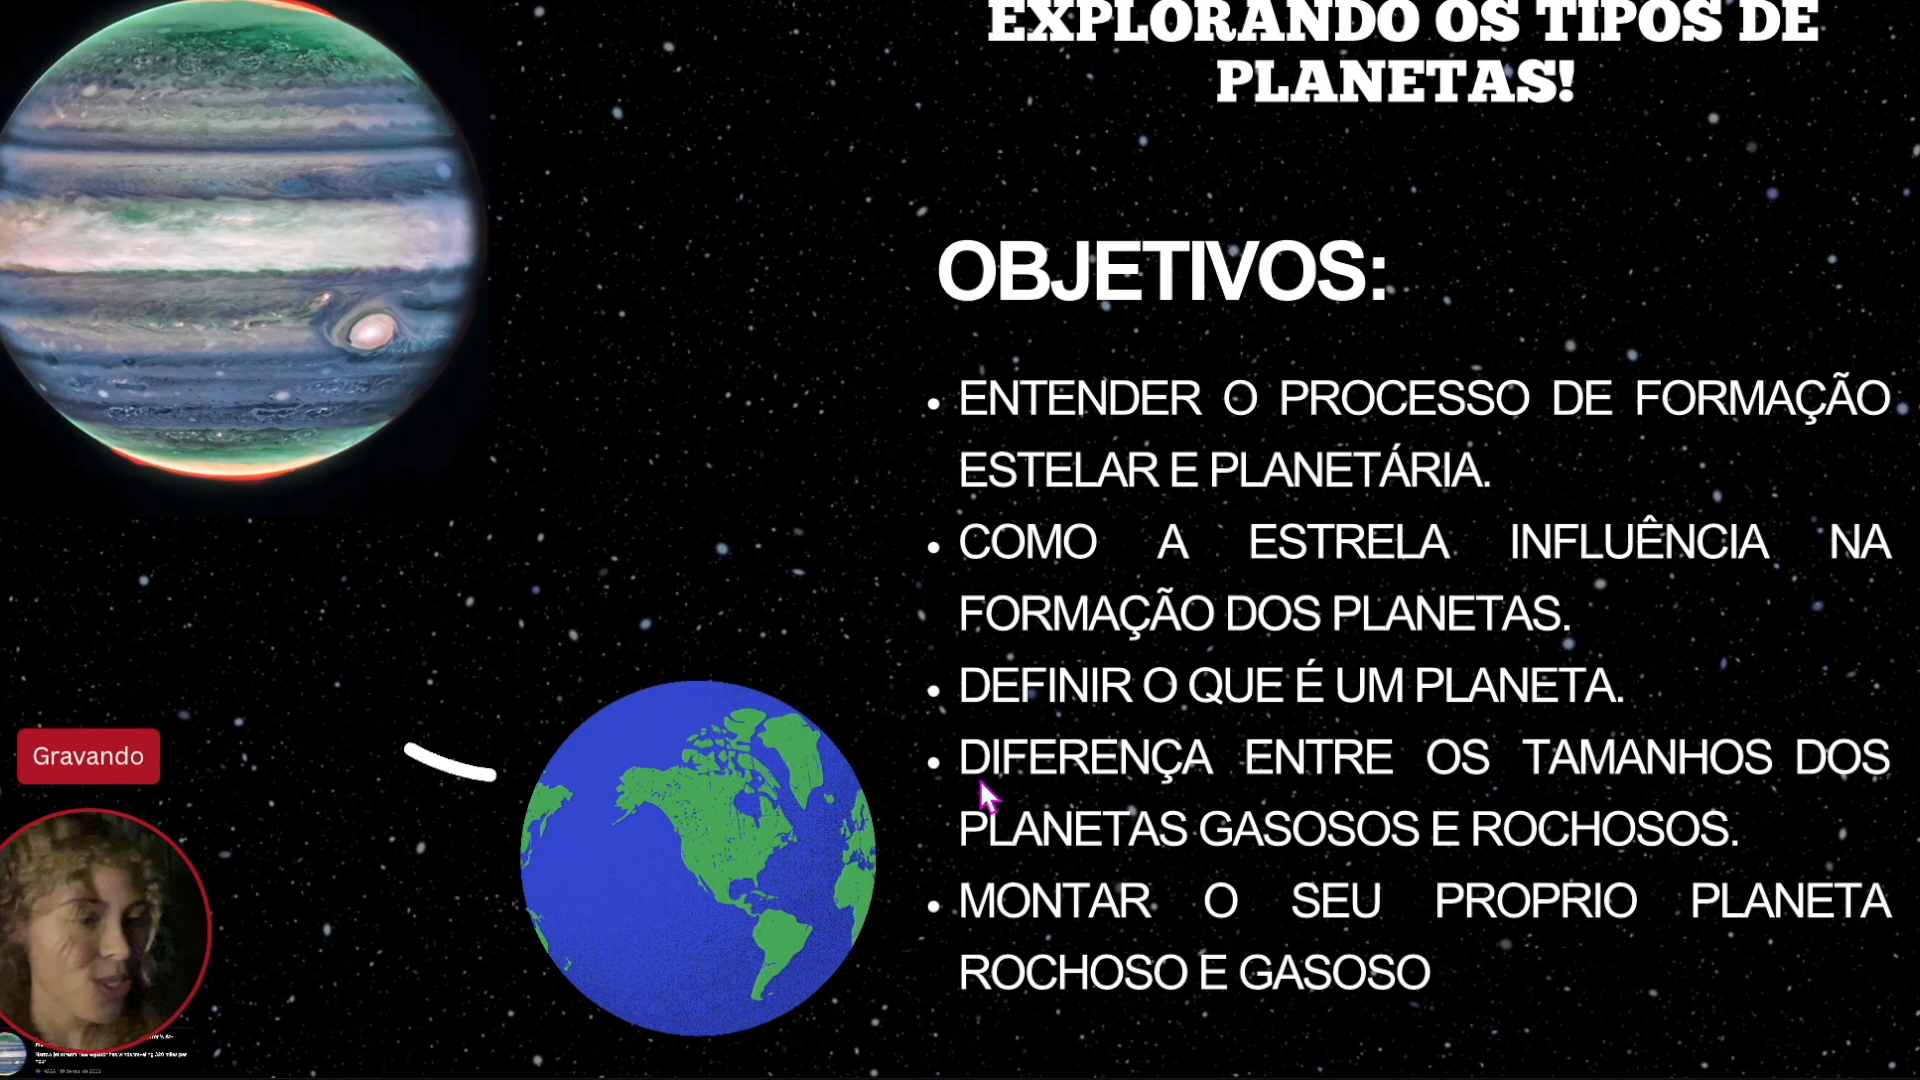 EXPLORANDO OS TIPOS DE
PLANETAS!
OBJETIVOS:
• ENTENDER O PROCESSO DE FORMAÇÃO
ESTELAR E PLANETÁRIA.
• COMO A ESTRELA INFLUÊNCIA NA
FORMAÇÃO DOS PLANETAS.
• DEFINIR O QUE É UM PLANETA.
• DIFERENÇA ENTRE OS TAMANHOS DOS
PLANETAS GASOSOS E ROCHOSOS.
• MONTAR O SEU PROPRIO PLANETA
ROCHOSO E GASOSO
Gravando